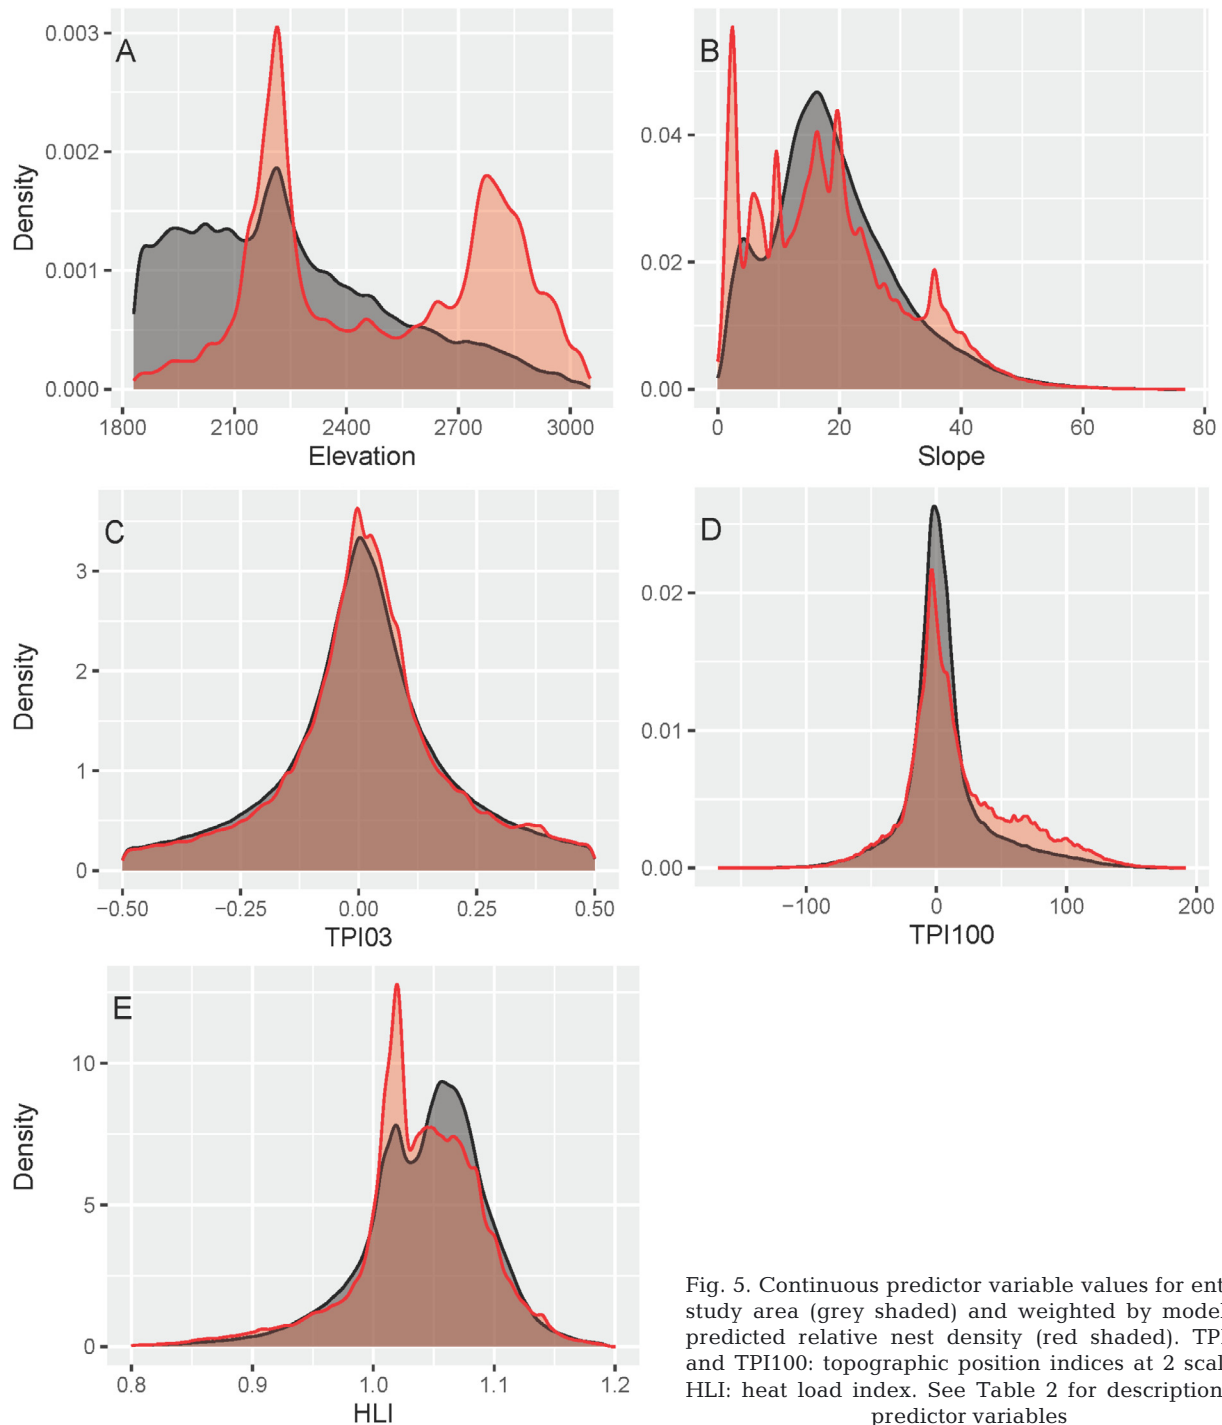 A
0.003
0.002
0.001
0.000
Density
1800 2100 2400 2700 3000
Elevation
B
0.04
0.02
0.00
0 20 40 60 80
Slope
C
3
2
1
0
Density
−0.50 −0.25 0.00 0.25 0.50
TPI03
D
0.02
0.01
0.00
−100 0 100 200
TPI100
E
10
5
0
Density
0.8 0.9 1.0 1.1 1.2
HLI
Fig. 5. Continuous predictor variable values for ent
study area (grey shaded) and weighted by model
predicted relative nest density (red shaded). TPI
and TPI100: topographic position indices at 2 scal
HLI: heat load index. See Table 2 for description
predictor variables